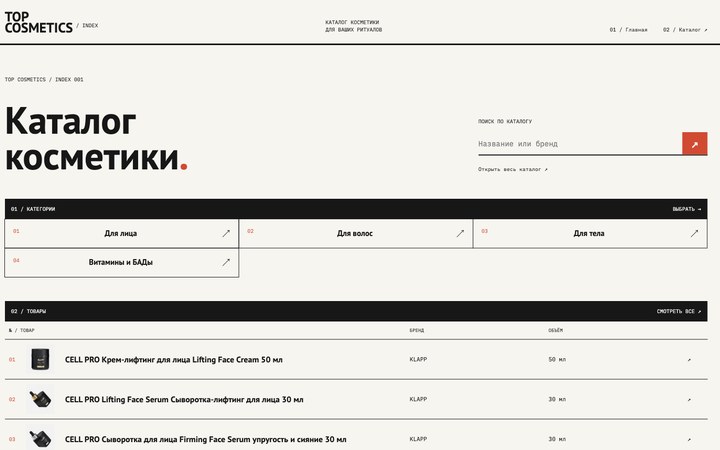 TOP
COSMETICS / INDEX
КАТАЛОГ КОСМЕТИКИ
ДЛЯ ВАШИХ РИТУАЛОВ
01 / Главная
02 / Каталог ↗
TOP COSMETICS / INDEX 001
Каталог
косметики.
ПОИСК ПО КАТАЛОГУ
Название или бренд
↗
Открыть весь каталог ↗
01 / КАТЕГОРИИ
ВЫБРАТЬ →
01 Для лица ↗
02 Для волос ↗
03 Для тела ↗
04 Витамины и БАДы ↗
02 / ТОВАРЫ
СМОТРЕТЬ ВСЕ ↗
№ / ТОВАР БРЕНД ОБЪЁМ
01 CELL PRO Крем-лифтинг для лица Lifting Face Cream 50 мл KLAPP 50 мл ↗
02 CELL PRO Lifting Face Serum Сыворотка-лифтинг для лица 30 мл KLAPP 30 мл ↗
03 CELL PRO Сыворотка для лица Firming Face Serum упругость и сияние 30 мл KLAPP 30 мл ↗